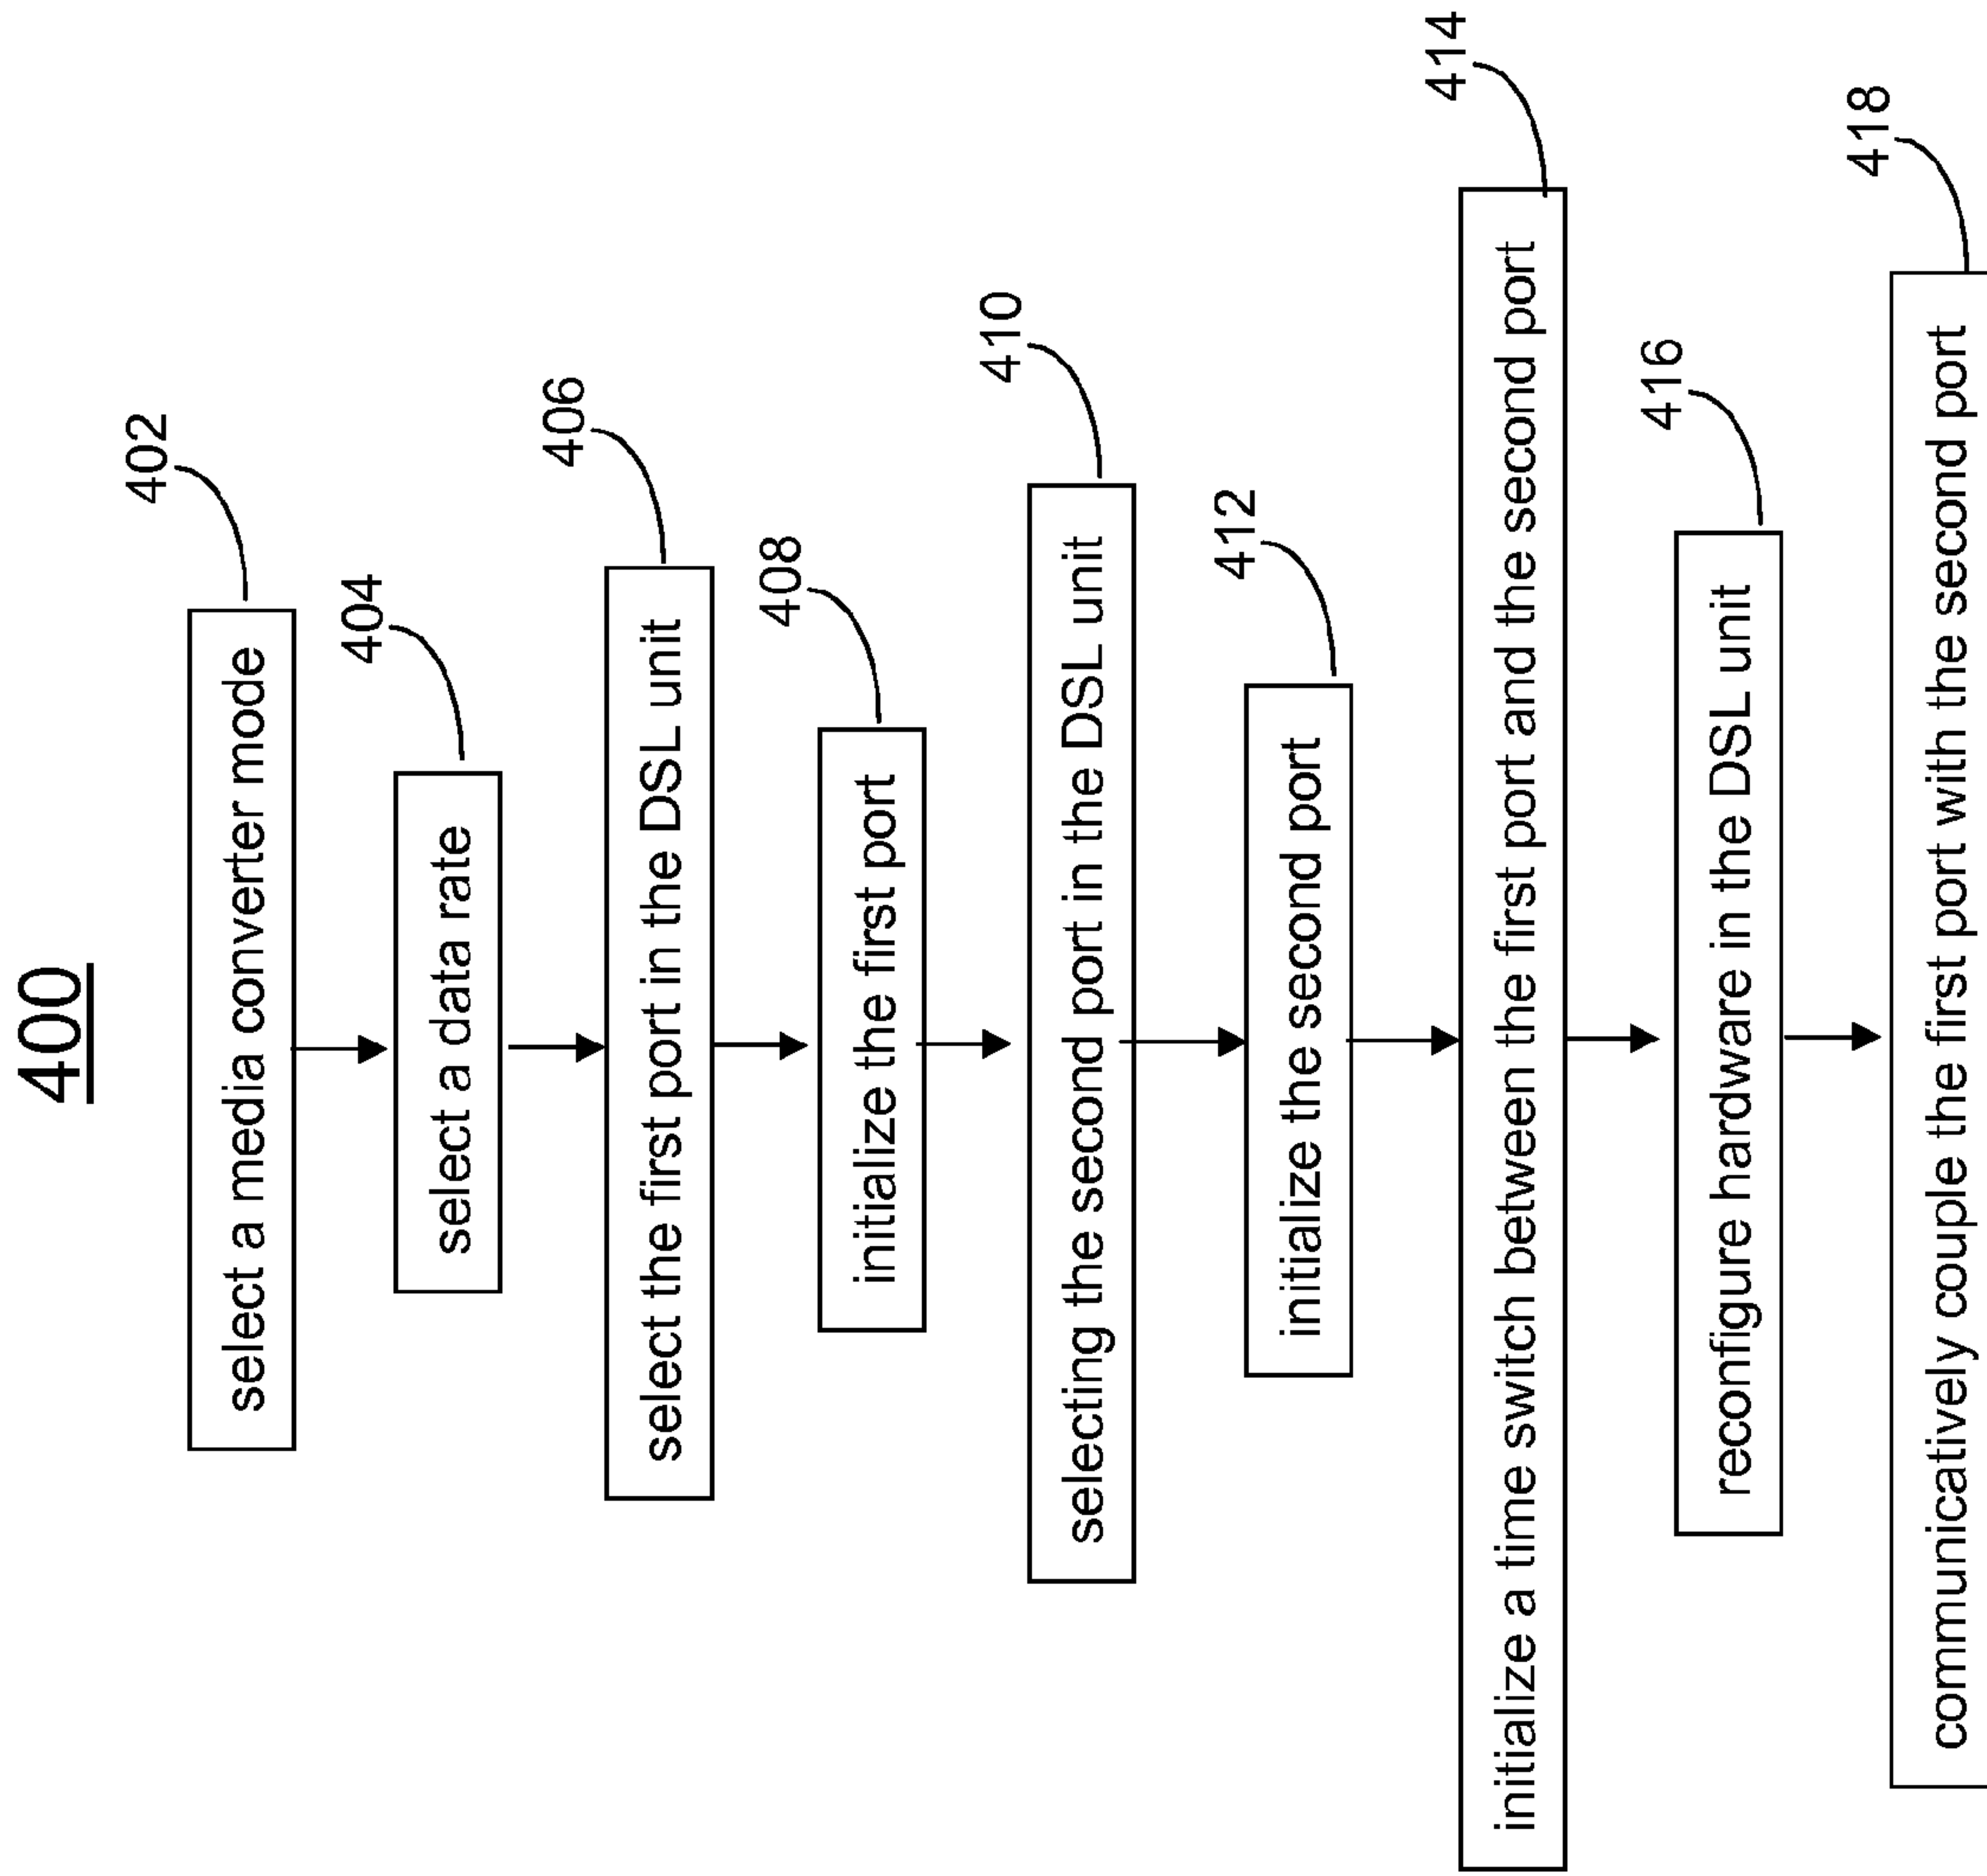 400
402
select a media converter mode
404
select a data rate
406
select the first port in the DSL unit
408
initialize the first port
410
selecting the second port in the DSL unit
412
initialize the second port
414
initialize a time switch between the first port and the second port
416
reconfigure hardware in the DSL unit
418
communicatively couple the first port with the second port